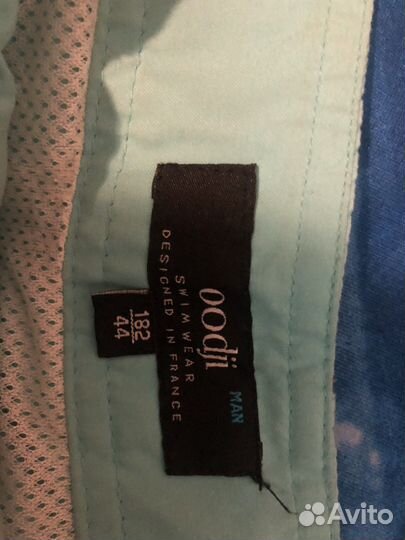 oodji MAN
SWIMWEAR
DESIGNED IN FRANCE
182
44
Avito